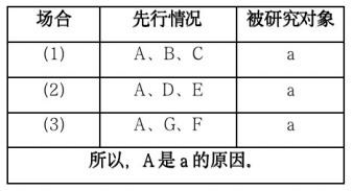 场合 先行情况 被研究对象
(1) A、B、C a
(2) A、D、E a
(3) A、G、F a
所以，A是a的原因.